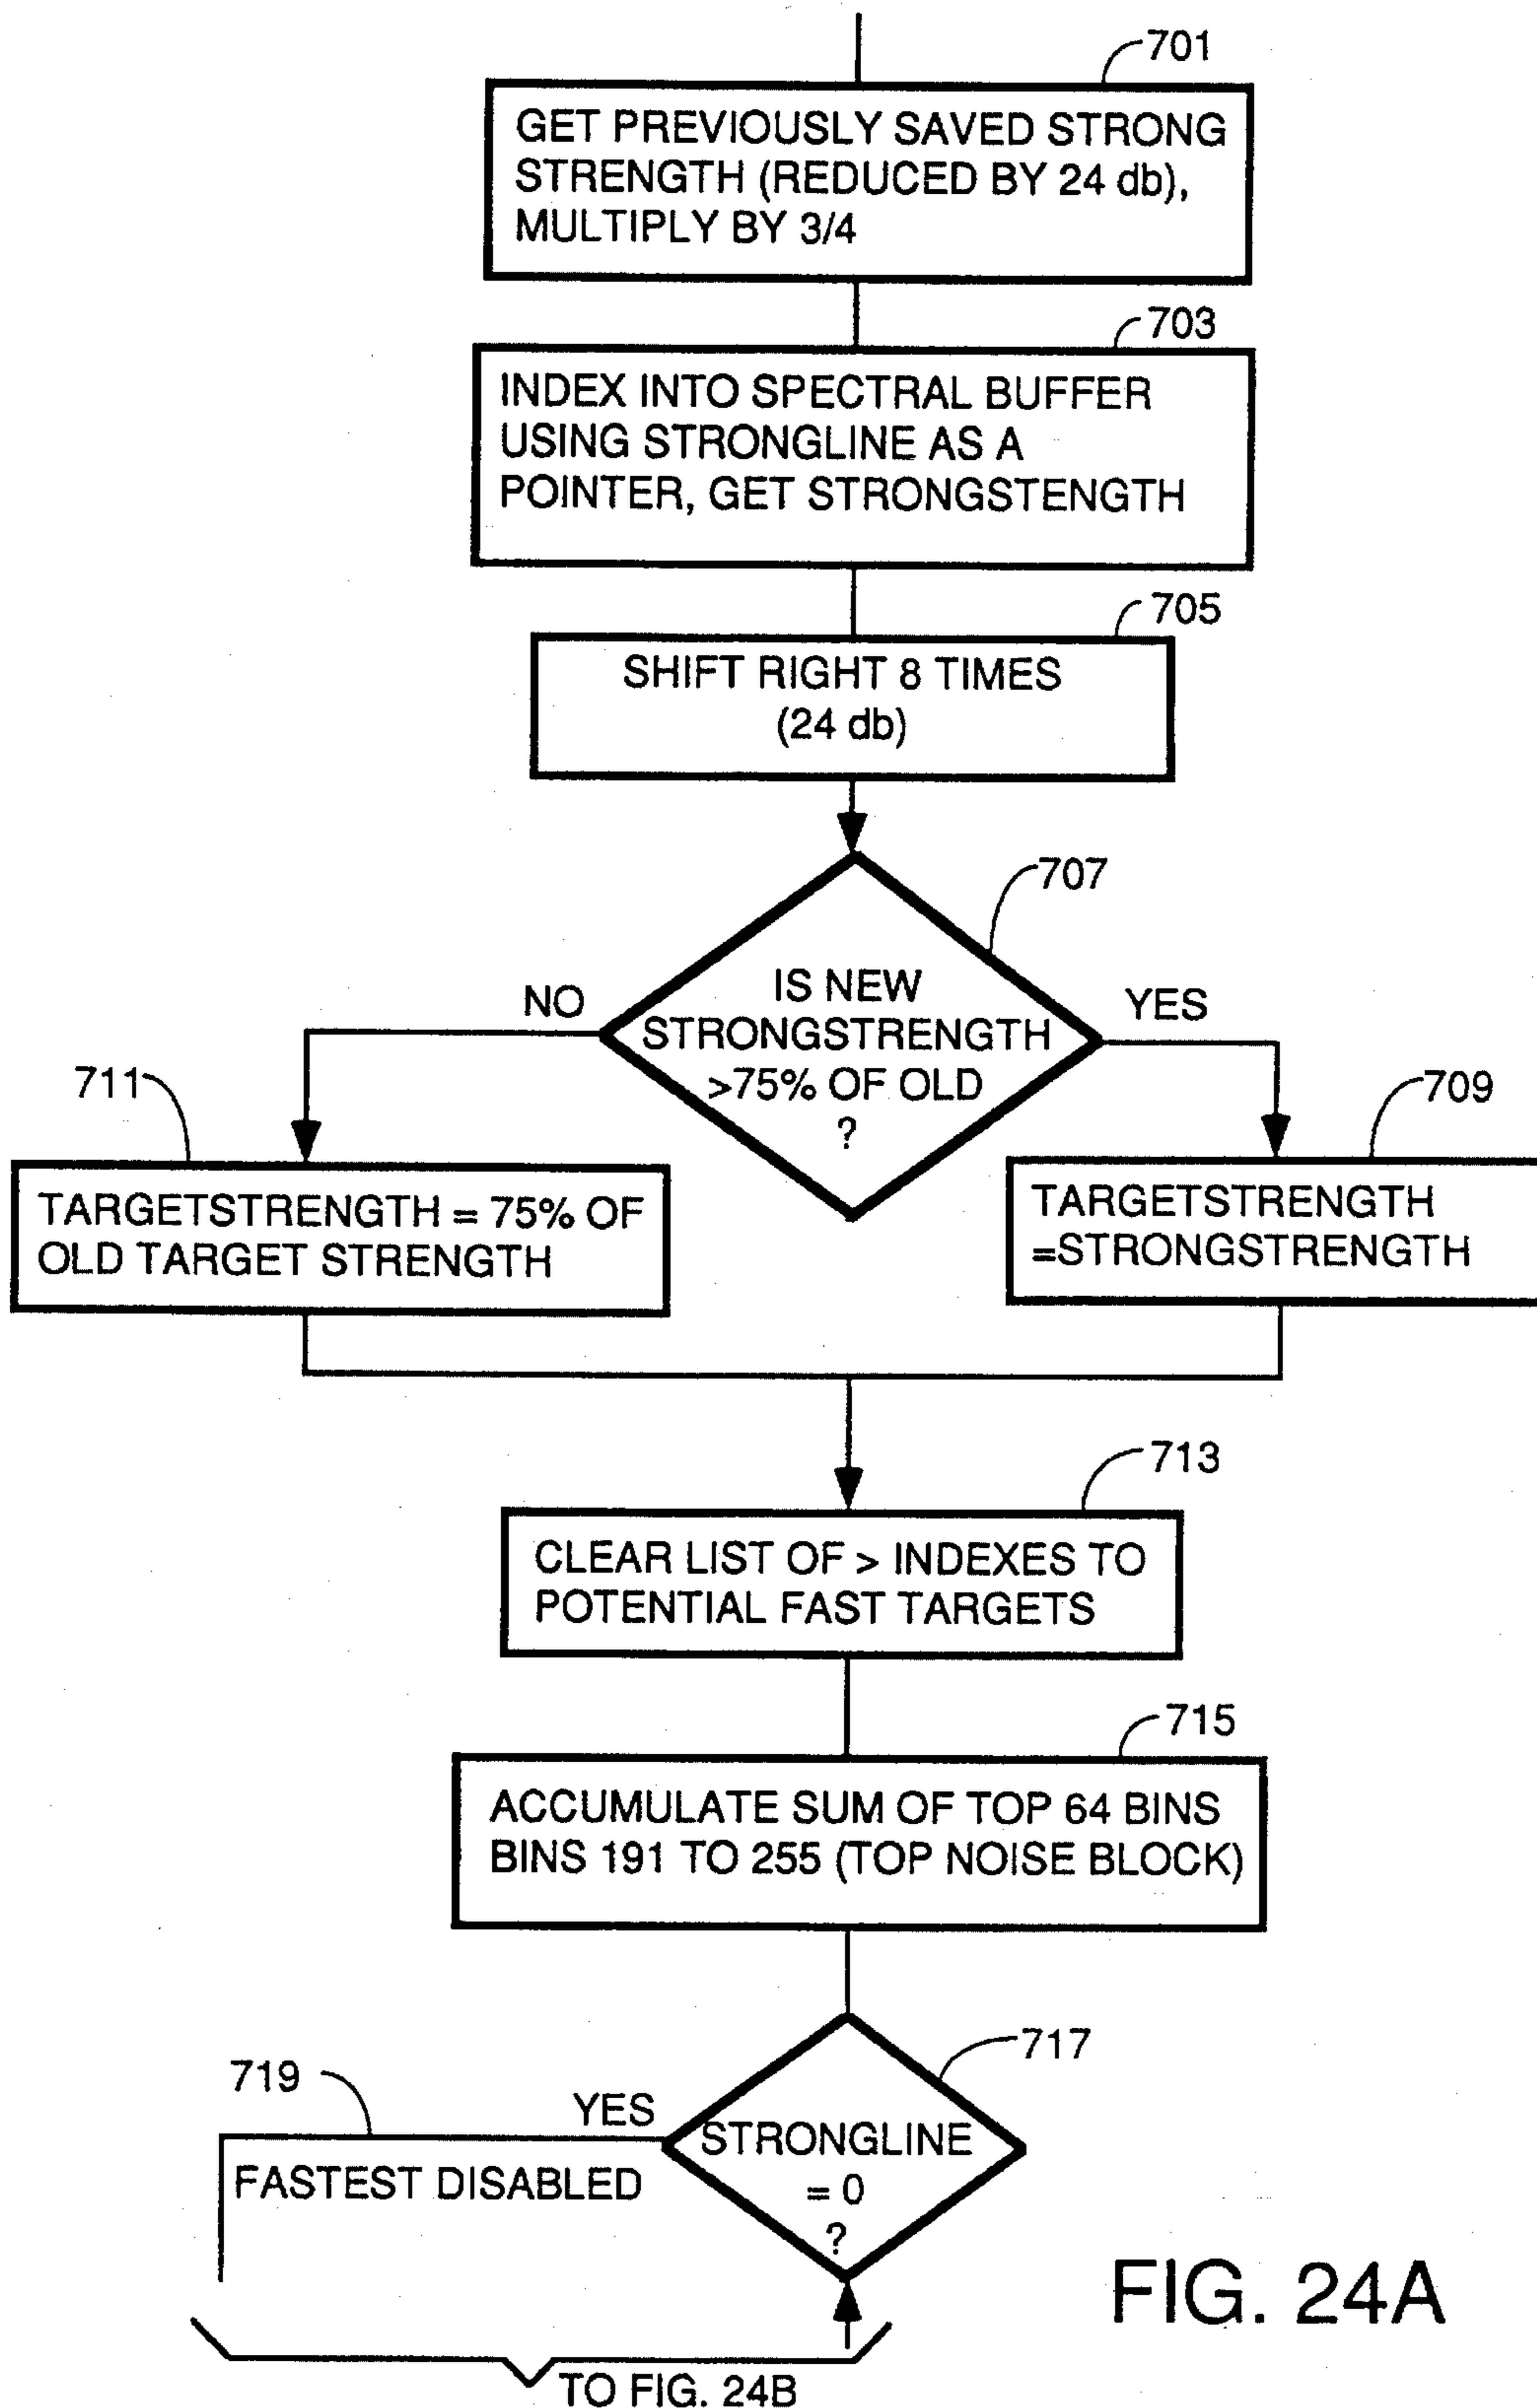 701
GET PREVIOUSLY SAVED STRONG
STRENGTH (REDUCED BY 24 db),
MULTIPLY BY 3/4
703
INDEX INTO SPECTRAL BUFFER
USING STRONGLINE AS A
POINTER, GET STRONGSTENGTH
705
SHIFT RIGHT 8 TIMES
(24 db)
707
IS NEW
STRONGSTRENGTH
>75% OF OLD
?
NO
YES
711
TARGETSTRENGTH = 75% OF
OLD TARGET STRENGTH
709
TARGETSTRENGTH
=STRONGSTRENGTH
713
CLEAR LIST OF > INDEXES TO
POTENTIAL FAST TARGETS
715
ACCUMULATE SUM OF TOP 64 BINS
BINS 191 TO 255 (TOP NOISE BLOCK)
717
STRONGLINE
= 0
?
YES
719
FASTEST DISABLED
TO FIG. 24B
FIG. 24A